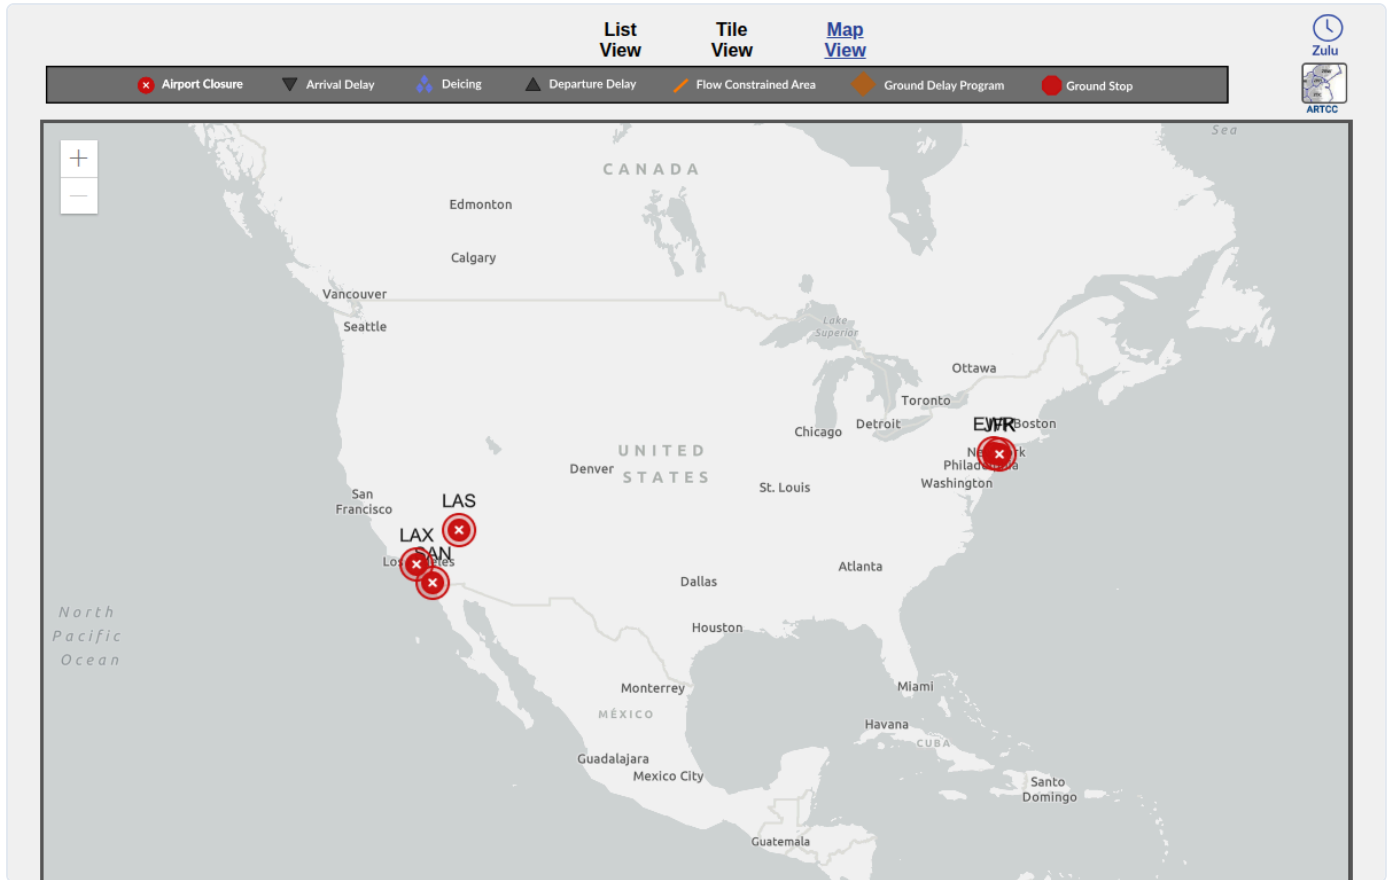 List View
Tile View
Map View
Zulu
Airport Closure
Arrival Delay
Deicing
Departure Delay
Flow Constrained Area
Ground Delay Program
Ground Stop
ARTCC
Sea
CANADA
Edmonton
Calgary
Vancouver
Seattle
Lake
Superior
Ottawa
Toronto
Detroit
Chicago
Boston
JFK
UNITED
STATES
Denver
St. Louis
Washington
San
Francisco
LAS
LAX
SAN
Dallas
Atlanta
Houston
North
Pacific
Ocean
Monterrey
Miami
MÉXICO
Havana
CUBA
Guadalajara
Mexico City
Santo
Domingo
Guatemala